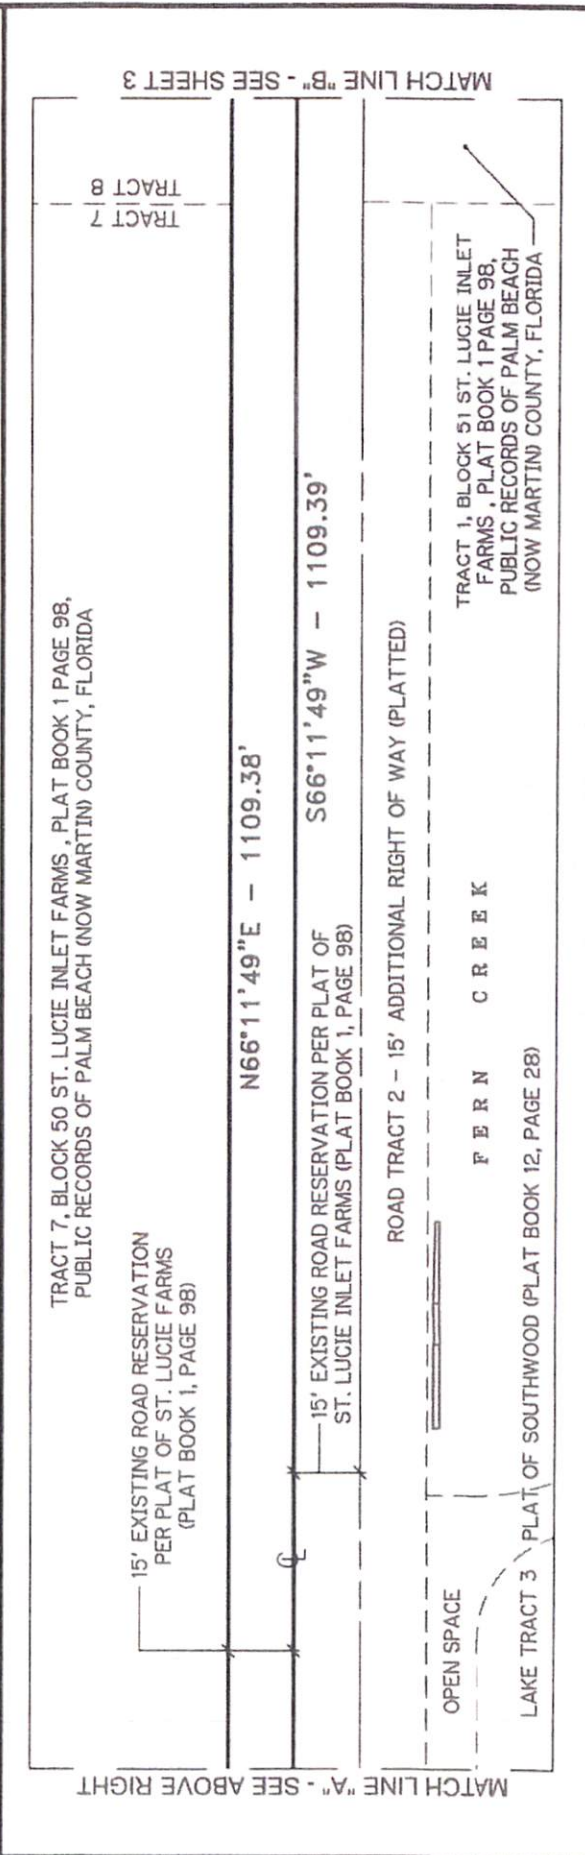 MATCH LINE "B" - SEE SHEET 3
TRACT 8
TRACT 7
TRACT 7, BLOCK 50 ST. LUCIE INLET FARMS , PLAT BOOK 1 PAGE 98,
PUBLIC RECORDS OF PALM BEACH (NOW MARTIN) COUNTY, FLORIDA
15' EXISTING ROAD RESERVATION
PER PLAT OF ST. LUCIE FARMS
(PLAT BOOK 1, PAGE 98)
N66°11'49"E - 1109.38'
S66°11'49"W - 1109.39'
15' EXISTING ROAD RESERVATION PER PLAT OF
ST. LUCIE INLET FARMS (PLAT BOOK 1, PAGE 98)
CL
ROAD TRACT 2 - 15' ADDITIONAL RIGHT OF WAY (PLATTED)
TRACT 1, BLOCK 51 ST. LUCIE INLET
FARMS , PLAT BOOK 1 PAGE 98,
PUBLIC RECORDS OF PALM BEACH
(NOW MARTIN) COUNTY, FLORIDA
FERN CREEK
OPEN SPACE
LAKE TRACT 3 PLAT OF SOUTHWOOD (PLAT BOOK 12, PAGE 28)
MATCH LINE "A" - SEE ABOVE RIGHT